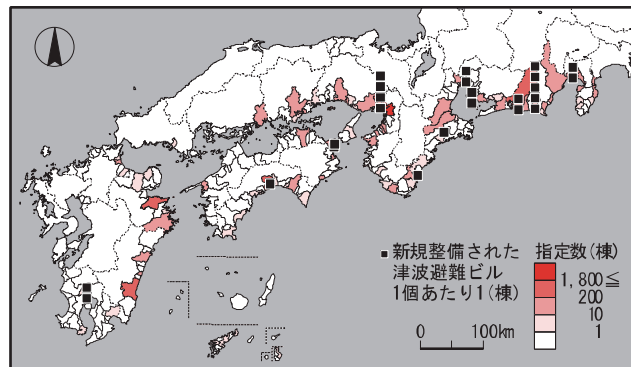 ■新規整備された
津波避難ビル
1個あたり1(棟)
0 100km
指定数(棟)
1,800≦
200
10
1